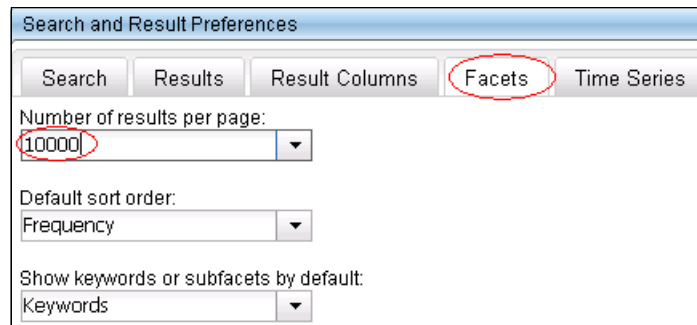 Search and Result Preferences
Search Results Result Columns Facets Time Series
Number of results per page:
10000
Default sort order:
Frequency
Show keywords or subfacets by default:
Keywords